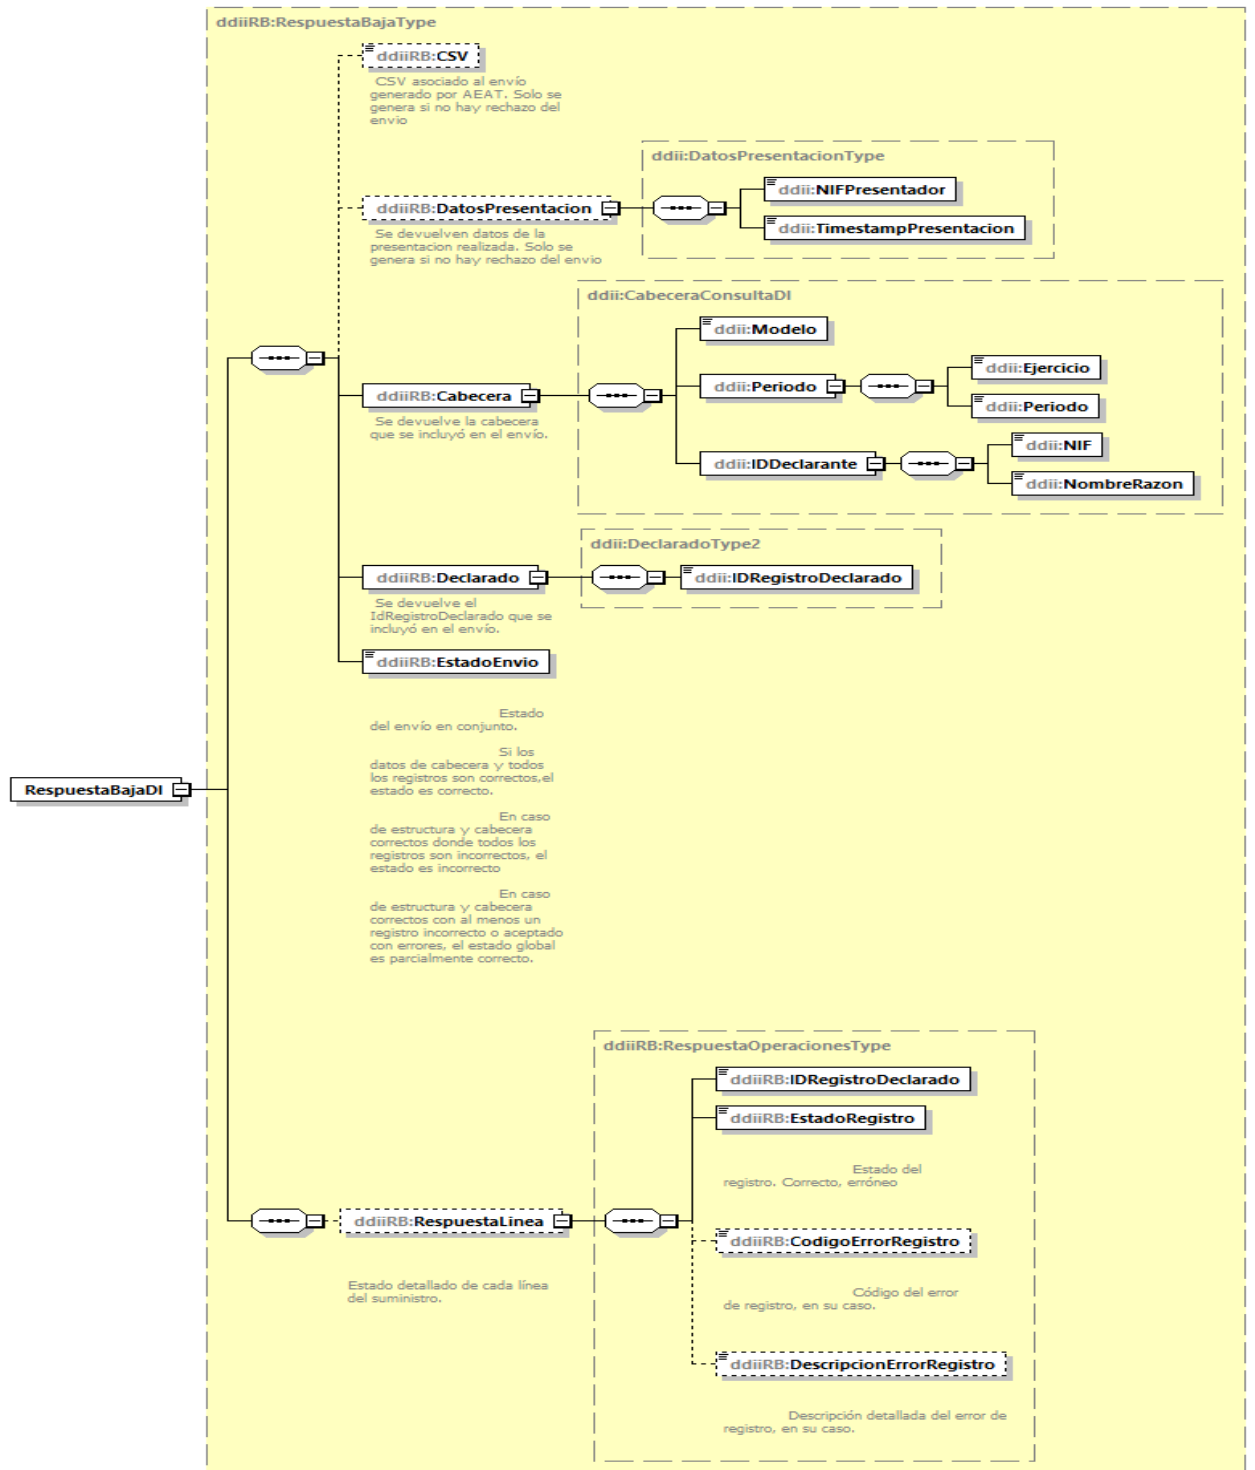 ddiiRB:RespuestaBajaType
ddiiRB:CSV
CSV asociado al envío
generado por AEAT. Solo se
genera si no hay rechazo del
envio
ddii:DatosPresentacionType
ddii:NIFPresentador
ddiiRB:DatosPresentacion
ddii:TimestampPresentacion
Se devuelven datos de la
presentacion realizada. Solo se
genera si no hay rechazo del envio
ddii:CabeceraConsultaDI
ddii:Modelo
ddii:Ejercicio
ddiiRB:Cabecera
ddii:Periodo
ddii:Periodo
Se devuelve la cabecera
que se incluyó en el envío.
ddii:NIF
ddii:IDDeclarante
ddii:NombreRazon
ddii:DeclaradoType2
ddiiRB:Declarado
ddii:IDRegistroDeclarado
Se devuelve el
IdRegistroDeclarado que se
incluyó en el envío.
ddiiRB:EstadoEnvio
Estado
del envío en conjunto.
Si los
datos de cabecera y todos
los registros son correctos,el
estado es correcto.
RespuestaBajaDI
En caso
de estructura y cabecera
correctos donde todos los
registros son incorrectos, el
estado es incorrecto
En caso
de estructura y cabecera
correctos con al menos un
registro incorrecto o aceptado
con errores, el estado global
es parcialmente correcto.
ddiiRB:RespuestaOperacionesType
ddiiRB:IDRegistroDeclarado
ddiiRB:EstadoRegistro
Estado del
registro. Correcto, erróneo
ddiiRB:RespuestaLinea
ddiiRB:CodigoErrorRegistro
Estado detallado de cada línea
del suministro.
Código del error
de registro, en su caso.
ddiiRB:DescripcionErrorRegistro
Descripción detallada del error de
registro, en su caso.